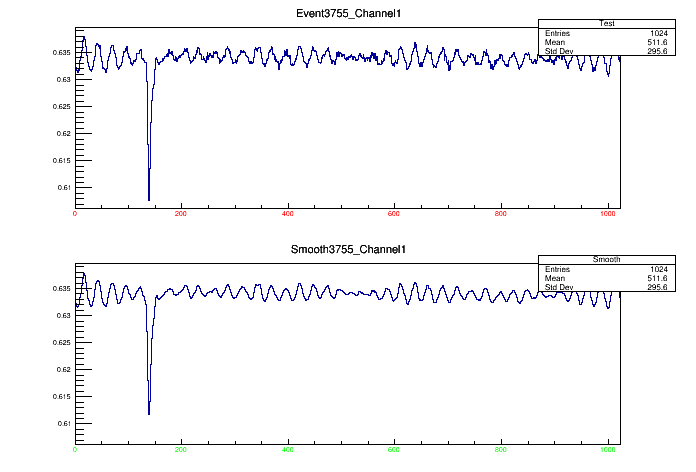 Event3755_Channel1
Test
Entries 1024
Mean 511.6
Std Dev 295.6
0.635
0.63
0.625
0.62
0.615
0.61
0 200 400 600 800 1000
Smooth3755_Channel1
Smooth
Entries 1024
Mean 511.6
Std Dev 295.6
0.635
0.63
0.625
0.62
0.615
0.61
0 200 400 600 800 1000